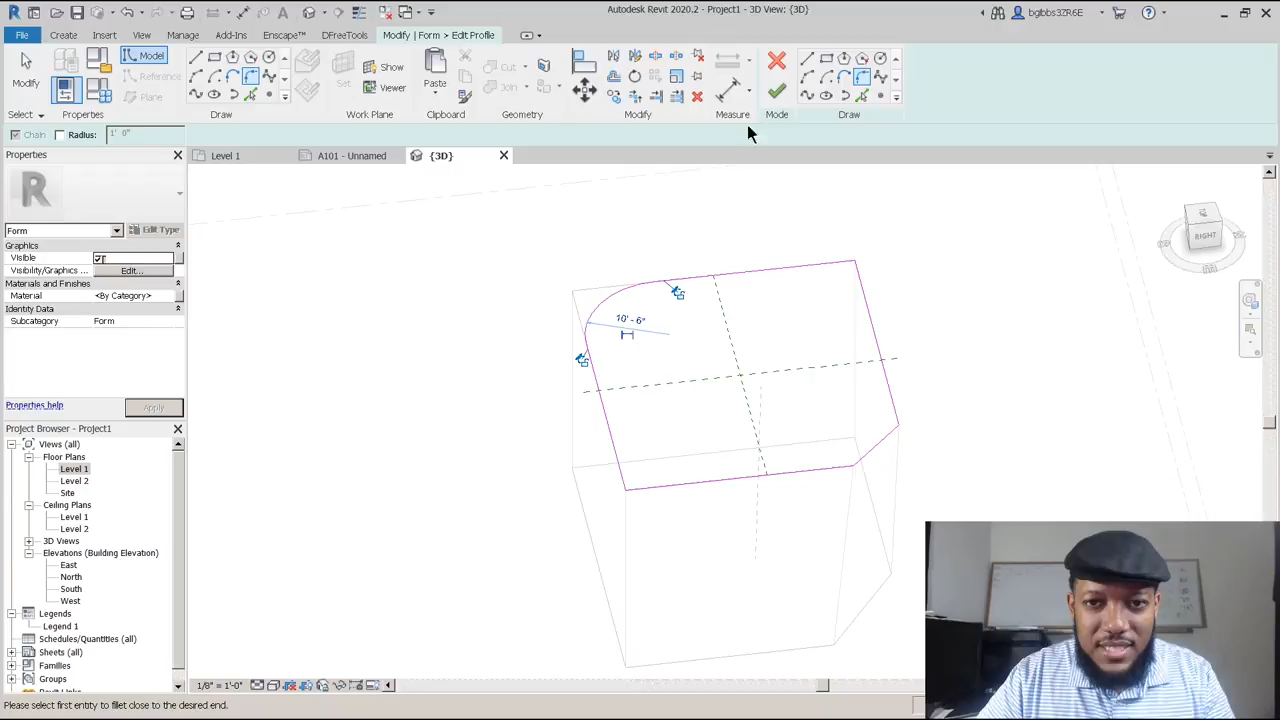 Autodesk Revit 2020.2 - Project1 - 3D View: {3D}
bgibbs3ZR6E
File
Create
Insert
View
Manage
Add-Ins
Enscape™
DFreeTools
Modify | Form > Edit Profile
Modify
Model
Reference
Plane
Set
Show
Viewer
Paste
Cut
Join
Select
Properties
Draw
Work Plane
Clipboard
Geometry
Modify
Measure
Mode
Draw
Chain
Radius:
1' 0"
Properties
Level 1
A101 - Unnamed
{3D}
R
Form
Edit Type
Graphics
Visible
Visibility/Graphics ...
Edit...
Materials and Finishes
Material
<By Category>
Identity Data
Subcategory
Form
Properties help
Apply
Project Browser - Project1
Views (all)
Floor Plans
Level 1
Level 2
Site
Ceiling Plans
Level 1
Level 2
3D Views
Elevations (Building Elevation)
East
North
South
West
Legends
Legend 1
Schedules/Quantities (all)
Sheets (all)
Families
Groups
10' - 6"
RIGHT
1/8" = 1'-0"
Please select first entity to fillet close to the desired end.